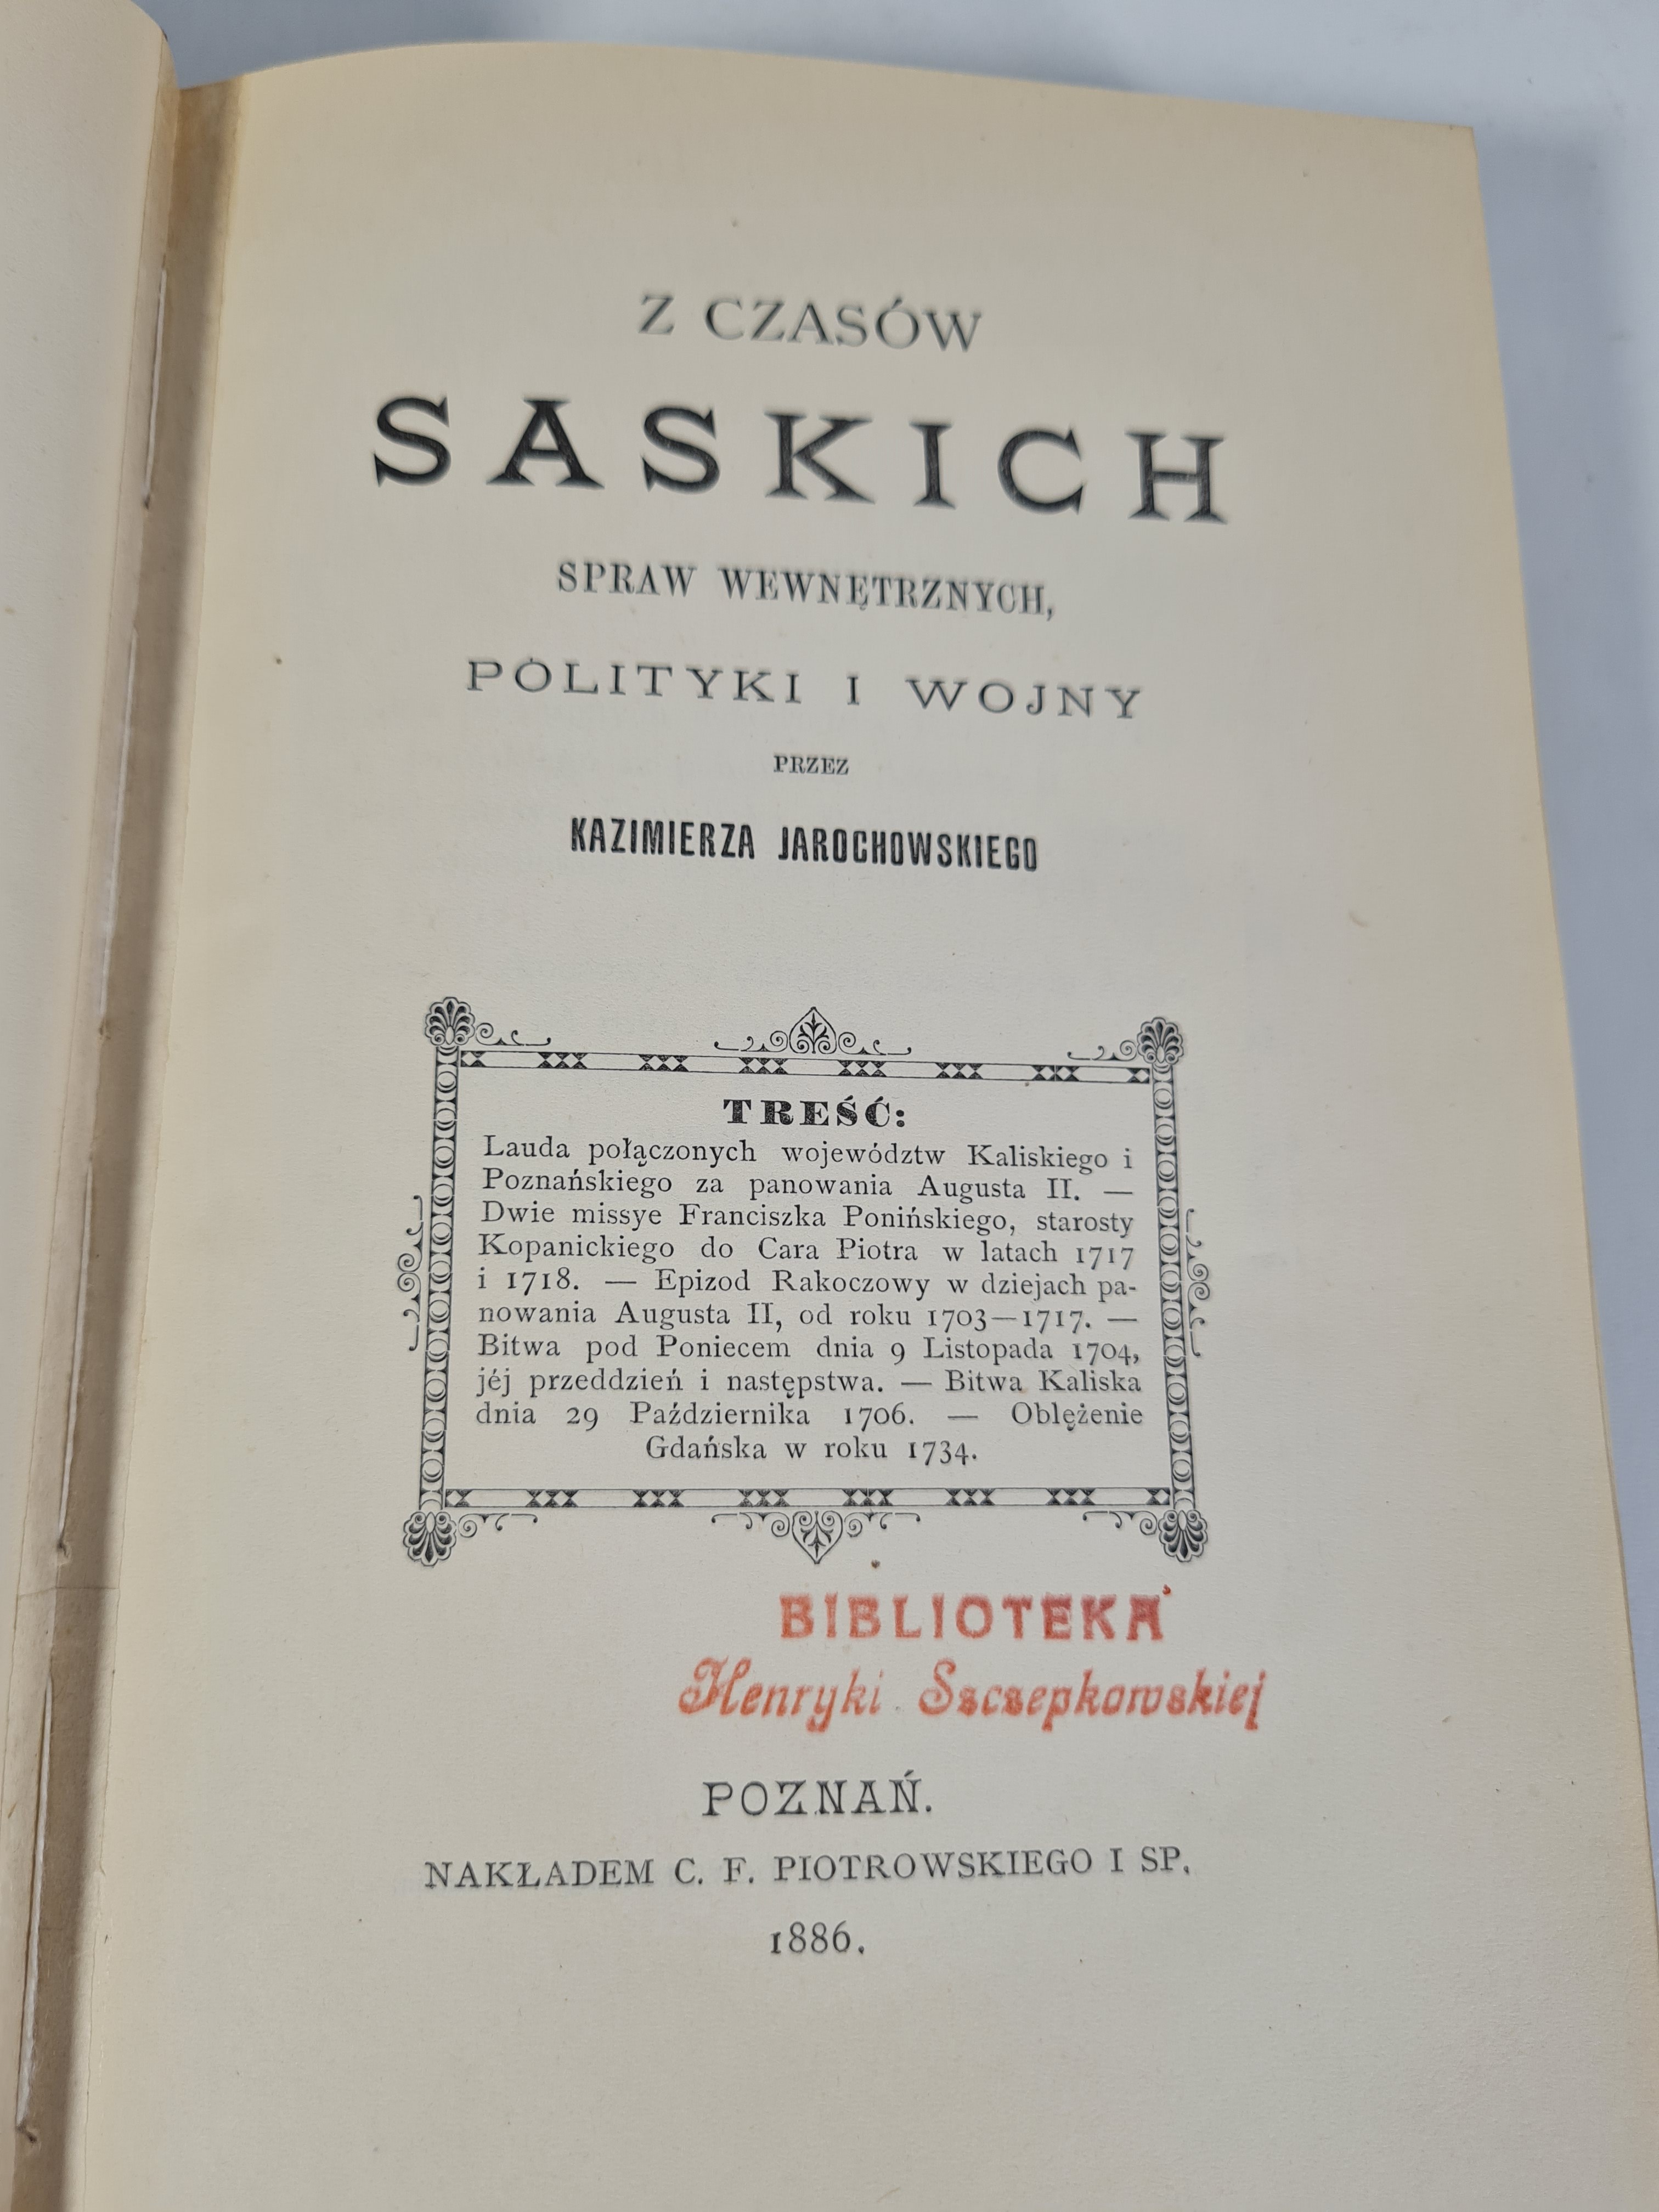 Z CZASÓW
SASKICH
SPRAW WEWNĘTRZNYCH,
POLITYKI I WOJNY
PRZEZ
KAZIMIERZA JAROCHOWSKIEGO
TREŚĆ:
Lauda połączonych województw Kaliskiego i
Poznańskiego za panowania Augusta II. —
Dwie missye Franciszka Ponińskiego, starosty
Kopanickiego do Cara Piotra w latach 1717
i 1718. — Epizod Rakoczowy w dziejach pa-
nowania Augusta II, od roku 1703—1717. —
Bitwa pod Poniecem dnia 9 Listopada 1704,
jéj przeddzień i następstwa. — Bitwa Kaliska
dnia 29 Października 1706. — Oblężenie
Gdańska w roku 1734.
BIBLIOTEKA
Henryki Szczepkowskiej
POZNAŃ.
NAKŁADEM C. F. PIOTROWSKIEGO I SP.
1886.